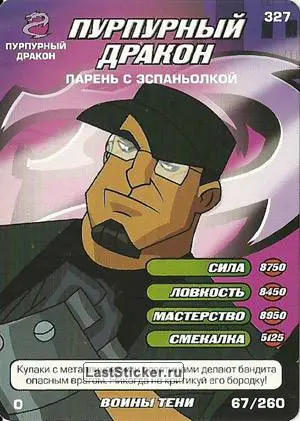 327
ПУРПУРНЫЙ
ДРАКОН
ПУРПУРНЫЙ
ДРАКОН
ПАРЕНЬ С ЭСПАНЬОЛКОЙ
СИЛА 8750
ЛОВКОСТЬ 8450
МАСТЕРСТВО 8950
СМЕКАЛКА 5125
Кулаки с делают бандита
опасным врагом. Никогда не критикуй его бородку!
LastSticker.ru
0 ВОИНЫ ТЕНИ 67/260